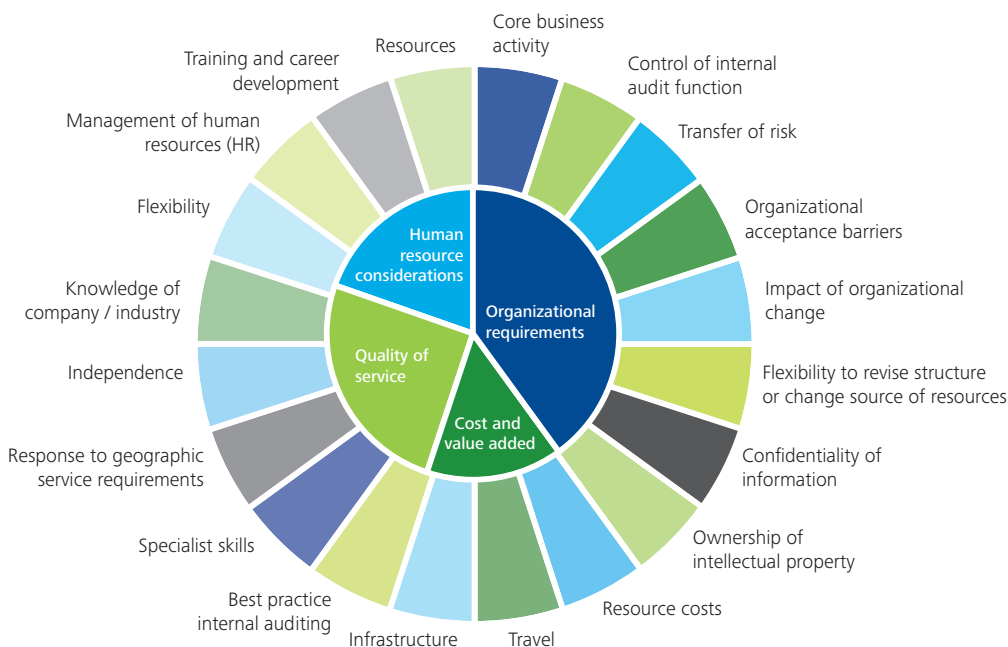 Core business
activity
Control of internal
audit function
Transfer of risk
Organizational
acceptance barriers
Impact of organizational
change
Flexibility to revise structure
or change source of resources
Confidentiality of
information
Ownership of
intellectual property
Resource costs
Travel
Infrastructure
Best practice
internal auditing
Specialist skills
Response to geographic
service requirements
Independence
Knowledge of
company / industry
Flexibility
Management of human
resources (HR)
Training and career
development
Resources
Human
resource
considerations
Organizational
requirements
Quality of
service
Cost and
value added